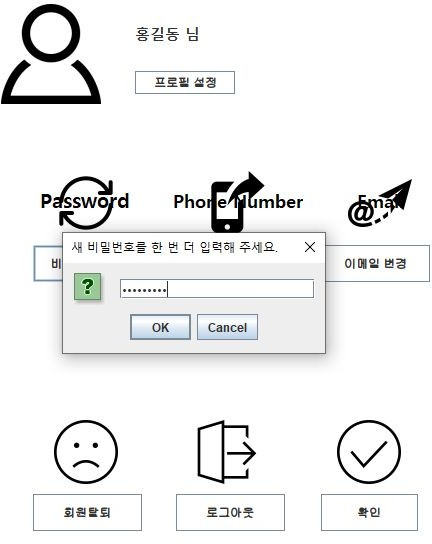 홍길동 님
프로필 설정
Password
Phone Number
Email
새 비밀번호를 한 번 더 입력해 주세요.
비
이메일 변경
?
•••••••••
OK
Cancel
회원탈퇴
로그아웃
확인